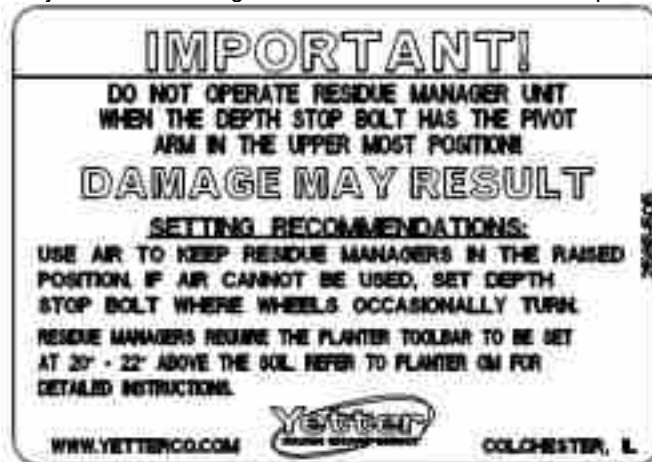 IMPORTANT!
DO NOT OPERATE RESIDUE MANAGER UNIT
WHEN THE DEPTH STOP BOLT HAS THE PIVOT
ARM IN THE UPPER MOST POSITION!!
DAMAGE MAY RESULT
SETTING RECOMMENDATIONS:
USE AIR TO KEEP RESIDUE MANAGERS IN THE RAISED
POSITION. IF AIR CANNOT BE USED, SET DEPTH
STOP BOLT WHERE WHEELS OCCASIONALLY TURN.
RESIDUE MANAGERS REQUIRE THE PLANTER TOOLBAR TO BE SET
AT 20" - 22" ABOVE THE SOIL. REFER TO PLANTER OM FOR
DETAILED INSTRUCTIONS.
Yetter
WWW.YETTERCO.COM
COLCHESTER, IL